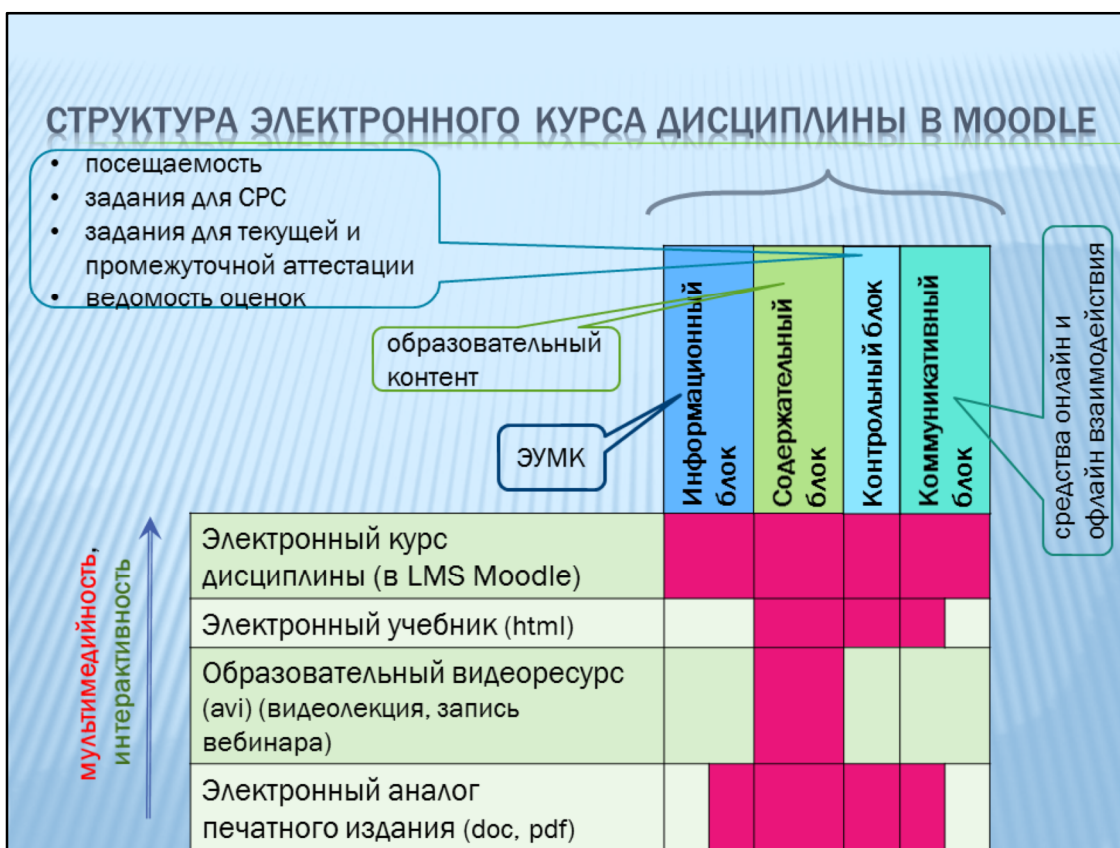 СТРУКТУРА ЭЛЕКТРОННОГО КУРСА ДИСЦИПЛИНЫ В MOODLE
• посещаемость
• задания для СРС
• задания для текущей и
промежуточной аттестации
• ведомость оценок
образовательный
контент
ЭУМК
Информационный
блок
Содержательный
блок
Контрольный блок
Коммуникативный
блок
средства онлайн и
офлайн взаимодействия
мультимедийность,
интерактивность
Электронный курс
дисциплины (в LMS Moodle)
Электронный учебник (html)
Образовательный видеоресурс
(avi) (видеолекция, запись
вебинара)
Электронный аналог
печатного издания (doc, pdf)